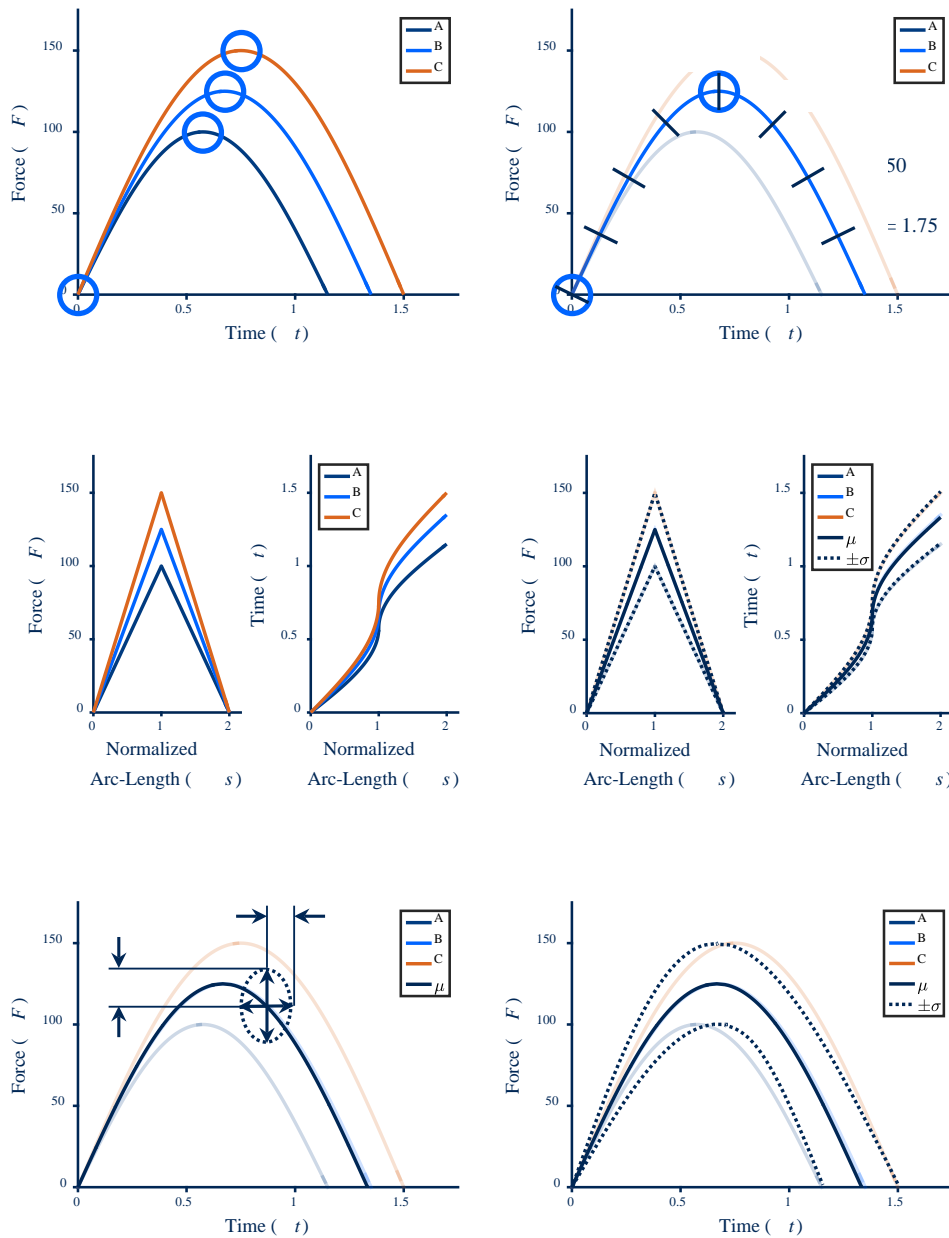 A
B
C
150
100
50
0
0
0.5
1
1.5
Force ( F )
Time ( t )
A
B
C
150
100
50
0
0.5
1
1.5
50
= 1.75
Force ( F )
Time ( t )
150
100
50
0
0
1
2
Force ( F )
Normalized
Arc-Length ( s )
A
B
C
1.5
1
0.5
0
0
1
2
Time ( t )
Normalized
Arc-Length ( s )
150
100
50
0
0
1
2
Force ( F )
Normalized
Arc-Length ( s )
A
B
C
μ
±σ
1.5
1
0.5
0
0
1
2
Time ( t )
Normalized
Arc-Length ( s )
A
B
C
μ
150
100
50
0
0
0.5
1
1.5
Force ( F )
Time ( t )
A
B
C
μ
±σ
150
100
50
0
0
0.5
1
1.5
Force ( F )
Time ( t )